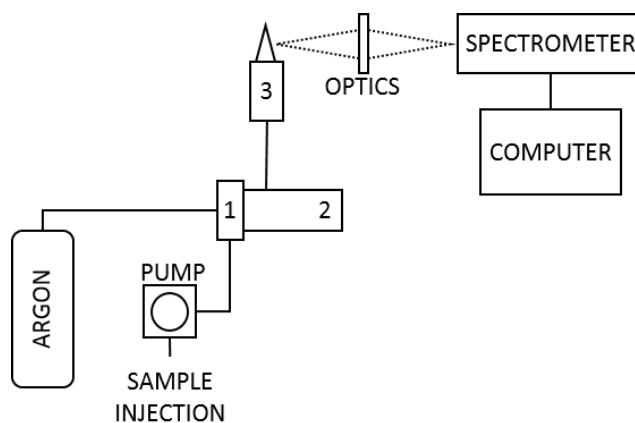 SPECTROMETER
3
OPTICS
COMPUTER
1
2
ARGON
PUMP
SAMPLE
INJECTION